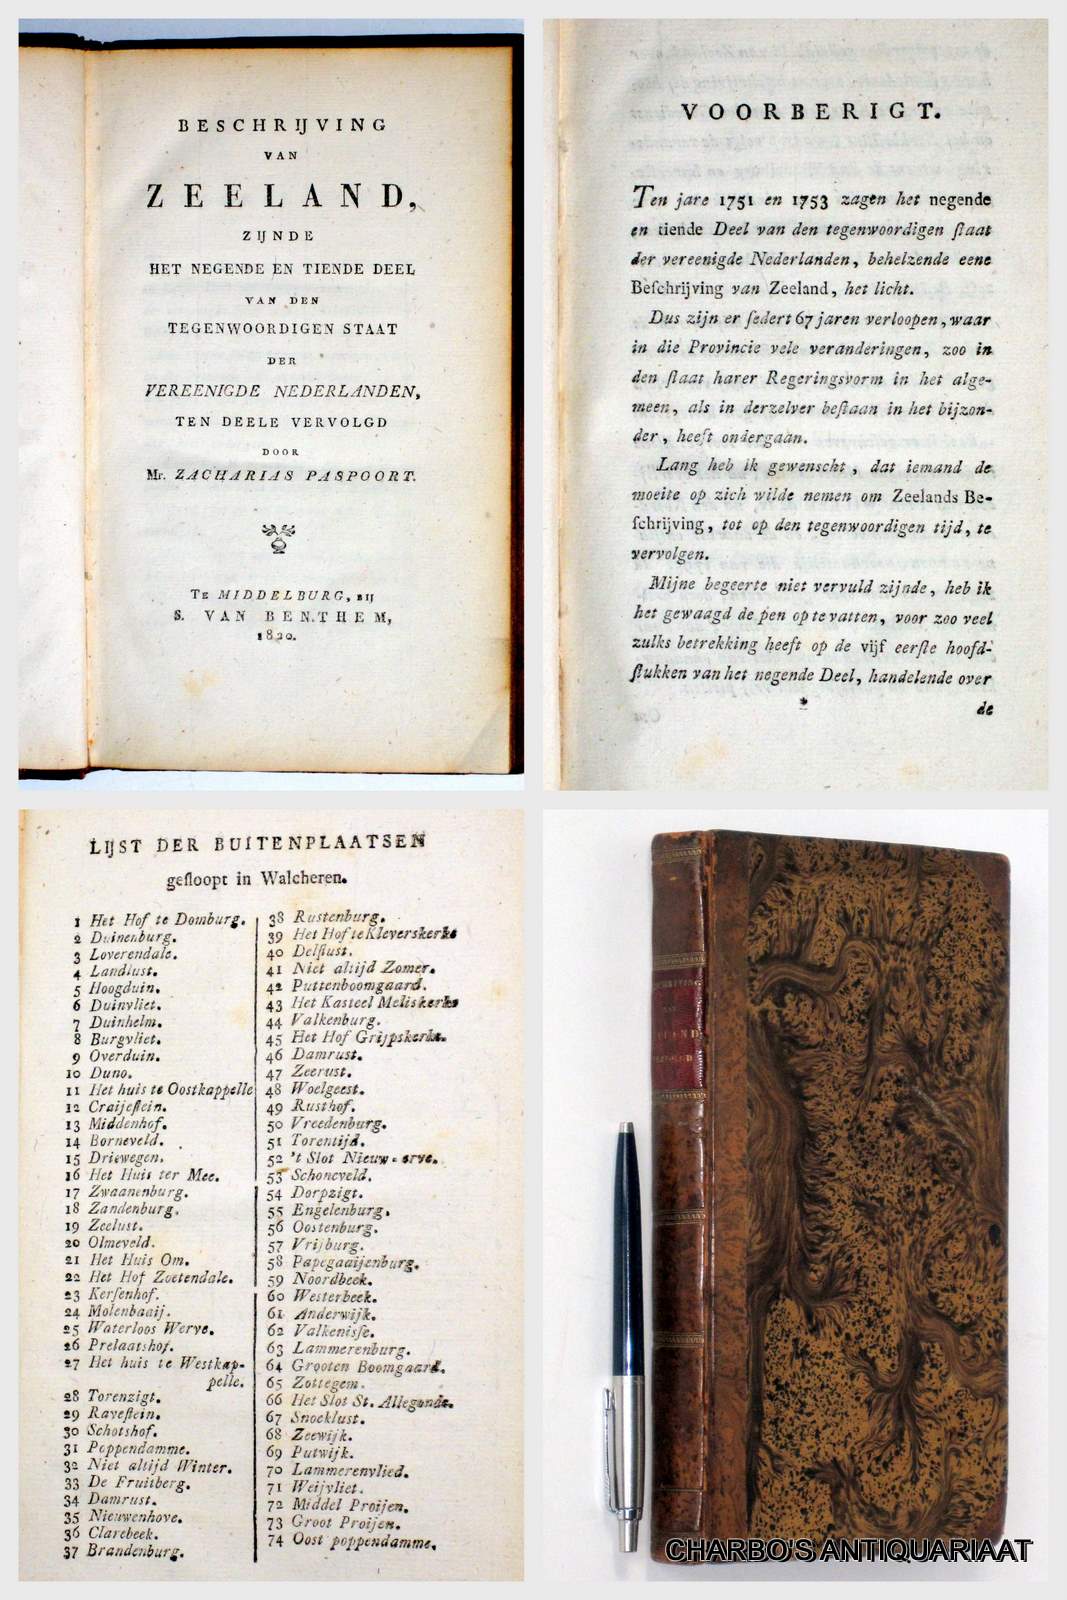 BESCHRIJVING
VAN
ZEELAND,
ZIJNDE
HET NEGENDE EN TIENDE DEEL
VAN DEN
TEGENWOORDIGEN STAAT
DER
VEREENIGDE NEDERLANDEN,
TEN DEELE VERVOLGD
DOOR
Mr. ZACHARIAS PASPOORT.
TE MIDDELBURG, BIJ
S. VAN BENTHEM,
1820.
VOORBERIGT.
Ten jare 1751 en 1753 zagen het negende
en tiende Deel van den tegenwoordigen ſtaat
der vereenigde Nederlanden, behelzende eene
Beſchrijving van Zeeland, het licht.
Dus zijn er ſedert 67 jaren verloopen, waar
in die Provincie vele veranderingen, zoo in
den ſtaat harer Regeringsvorm in het alge-
meen, als in derzelver beſtaan in het bijzon-
der, heeft ondergaan.
Lang heb ik gewenscht, dat iemand de
moeite op zich wilde nemen om Zeelands Be-
ſchrijving, tot op den tegenwoordigen tijd, te
vervolgen.
Mijne begeerte niet vervuld zijnde, heb ik
het gewaagd de pen op te vatten, voor zoo veel
zulks betrekking heeft op de vijf eerſte hoofd-
ſtukken van het negende Deel, handelende over
*
de
LIJST DER BUITENPLAATSEN
geſloopt in Walcheren.
1 Het Hof te Domburg.
2 Duinenburg.
3 Loverendale.
4 Landlust.
5 Hoogduin.
6 Duinvliet.
7 Duinhelm.
8 Burgvliet.
9 Overduin.
10 Duno.
11 Het huis te Oostkappelle
12 Craijeſtein.
13 Middenhof.
14 Borneveld.
15 Driewegen.
16 Het Huis ter Mee.
17 Zwaanenburg.
18 Zandenburg.
19 Zeelust.
20 Olmeveld.
21 Het Huis Om.
22 Het Hof Zoetendale.
23 Kerſenhof.
24 Molenbaaij.
25 Waterloos Werve.
26 Prelaatshof.
27 Het huis te Westkap-
pelle.
28 Torenzigt.
29 Raveſtein.
30 Schotshof.
31 Poppendamme.
32 Niet altijd Winter.
33 De Fruitberg.
34 Damrust.
35 Nieuwenhove.
36 Clarebeek.
37 Brandenburg.
38 Rustenburg.
39 Het Hof te Kleverskerke
40 Delſlust.
41 Niet altijd Zomer.
42 Puttenboomgaard.
43 Het Kasteel Meliskerke
44 Valkenburg.
45 Het Hof Grijpskerke.
46 Damrust.
47 Zeerust.
48 Woelgeest.
49 Rusthof.
50 Vreedenburg.
51 Torentijd.
52 't Slot Nieuw-erve.
53 Schoneveld.
54 Dorpzigt.
55 Engelenburg.
56 Oostenburg.
57 Vrijburg.
58 Papegaaijenburg.
59 Noordbeek.
60 Westerbeek.
61 Anderwijk.
62 Valkenisſe.
63 Lammerenburg.
64 Grooten Boomgaard.
65 Zottegem.
66 Het Slot St. Allegonde.
67 Snoeklust.
68 Zeewijk.
69 Putwijk.
70 Lammerenvlied.
71 Weijvliet.
72 Middel Proijen.
73 Groot Proijen.
74 Oost poppendamme.
CHARBO'S ANTIQUARIAAT